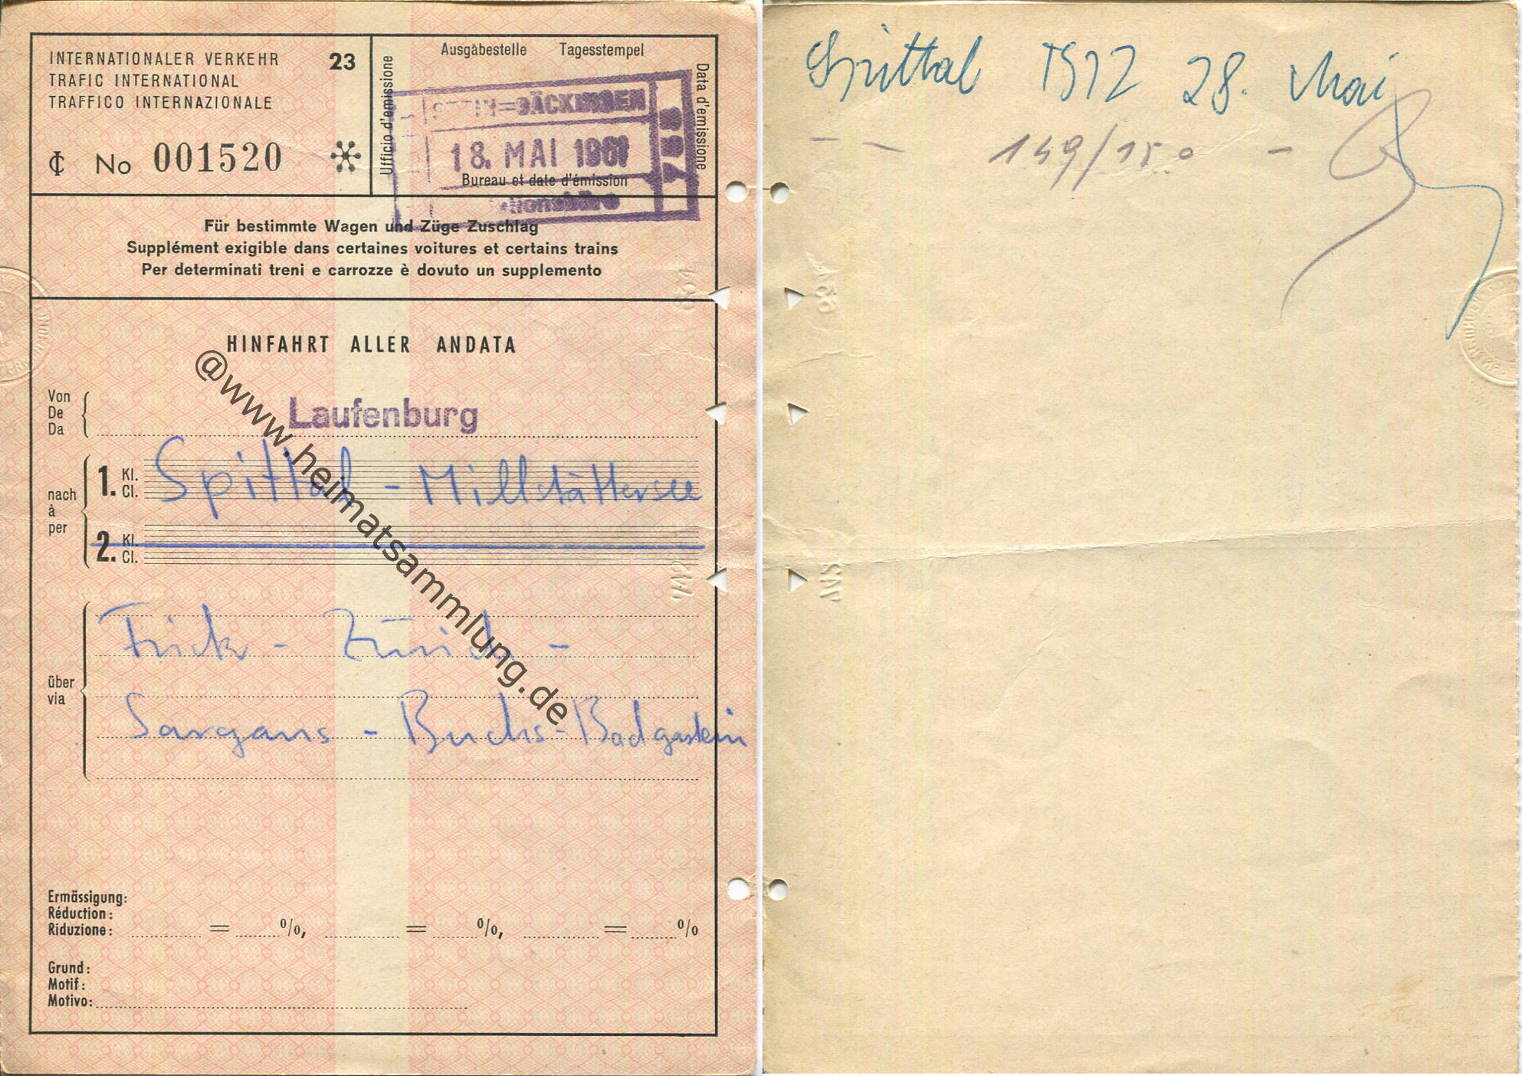 INTERNATIONALER VERKEHR 23
TRAFIC INTERNATIONAL
TRAFFICO INTERNAZIONALE
No 001520
Ufficio d'emissione
Ausgabestelle Tagesstempel
=SÄCKINGEN
18. MAI 196
Bureau et date d'émission
Data d'emissione
Für bestimmte Wagen und Züge Zuschlag
Supplément exigible dans certaines voitures et certains trains
Per determinati treni e carrozze è dovuto un supplemento
HINFAHRT ALLER ANDATA
Von
De
Da
Laufenburg
nach
à
per
1. Kl.
Cl.
Spittal - Millstättersee
2. Kl.
Cl.
über
via
Frick - Zürich -
Sargans - Buchs - Badgastein
Ermässigung:
Réduction:
Riduzione: = %, = %, = %
Grund:
Motif:
Motivo:
@www.heimatsammlung.de
Spittal 1512 28. Mai
- - 149/150 -